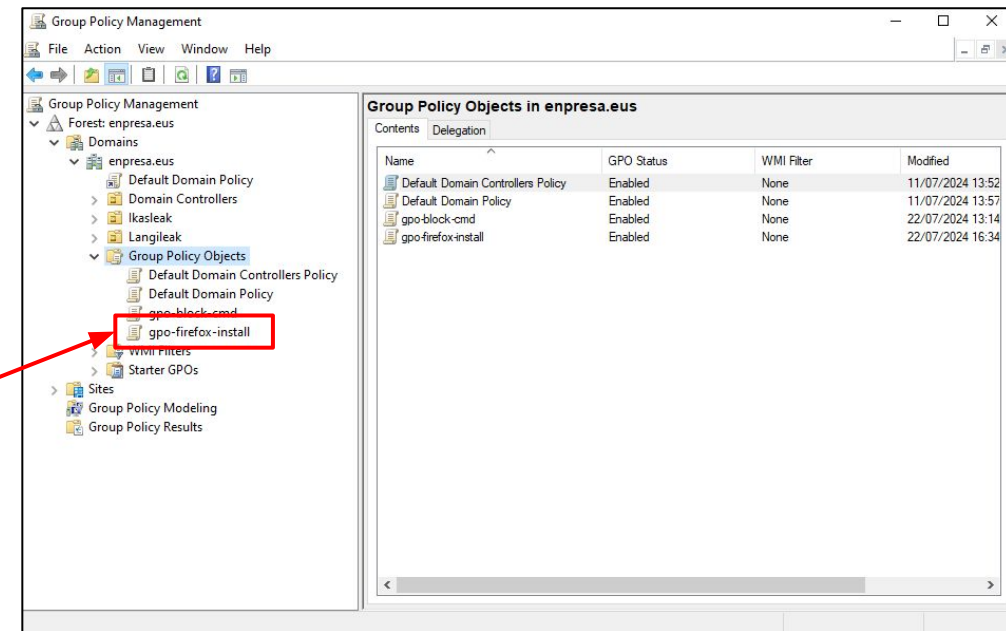 Group Policy Management
File Action View Window Help
Group Policy Management
Forest: enpresa.eus
Domains
enpresa.eus
Default Domain Policy
Domain Controllers
Ikasleak
Langileak
Group Policy Objects
Default Domain Controllers Policy
Default Domain Policy
gpo-block-cmd
gpo-firefox-install
WMI Filters
Starter GPOs
Sites
Group Policy Modeling
Group Policy Results
Group Policy Objects in enpresa.eus
Contents Delegation
Name GPO Status WMI Filter Modified
Default Domain Controllers Policy Enabled None 11/07/2024 13:52
Default Domain Policy Enabled None 11/07/2024 13:57
gpo-block-cmd Enabled None 22/07/2024 13:14
gpo-firefox-install Enabled None 22/07/2024 16:34